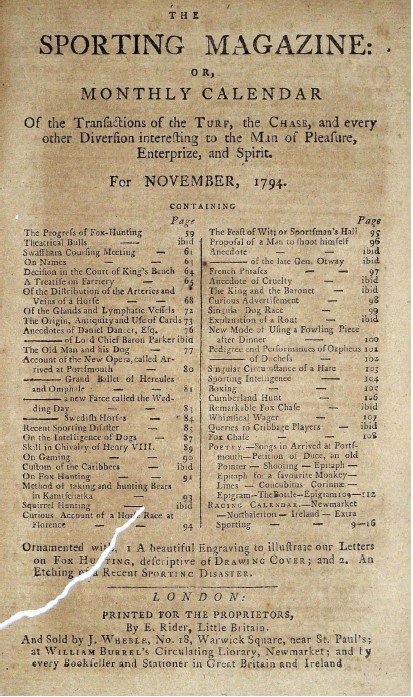 THE
SPORTING MAGAZINE:
OR,
MONTHLY CALENDAR
Of the Tranſactions of the TURF, the CHASE, and every
other Diverſion intereſting to the Man of Pleaſure,
Enterprize, and Spirit.
For NOVEMBER, 1794.
CONTAINING
Page
The Progreſs of Fox-Hunting 59
Theatrical Bulls —— ibid
Swaffham Courſing Meeting — 61
On Names —— 63
Deciſion in the Court of King's Bench 64
A Treatiſe on Farriery — 65
Of the Diſtribution of the Arteries and
Veins of a Horſe —— 68
Of the Glands and Lymphatic Veſſels 72
The Origin, Antiquity and Uſe of Cards 73
Anecdotes of Daniel Dancer, Eſq. 76
—— of Lord Chief Baron Parker ibid
The Old Man and his Dog — 77
Account of the New Opera, called Ar-
rived at Portſmouth — 80
—— Grand Ballet of Hercules
and Omphale —— 81
—— a new Farce called the Wed-
ding Day —— 83
—— Swediſh Horſes — 84
Recent Sporting Diſaſter — 85
On the Intelligence of Dogs — 87
Skill in Chivalry of Henry VIII. 89
On Gaming —— 90
Cuſtom of the Caribbees — ibid
On Fox Hunting —— 91
Method of taking and hunting Bears
in Kamtſchatka —— 93
Squirrel Hunting —— ibid
Curious Account of a Horſe Race at
Florence —— 94
Page
The Feaſt of Wit; or Sportſman's Hall 95
Propoſal of a Man to ſhoot himſelf 96
Anecdote —— ibid
—— of the late Gen. Otway ibid
French Phraſes —— 97
Anecdote of Cruelty — ibid
The King and the Baronet — ibid
Curious Advertiſement — 98
Singular Dog Race — 99
Explanation of a Rout — ibid
New Mode of Uſing a Fowling Piece
after Dinner —— 100
Pedigree and Performances of Orpheus 101
—— of Ducheſs — 102
Singular Circumſtance of a Hare 103
Sporting Intelligence — 104
Boxing —— 105
Cumberland Hunt — 106
Remarkable Fox Chaſe — ibid
Whimſical Wager — 107
Queries to Cribbage Players — ibid
Fox Chaſe —— 108
POETRY—Songs in Arrived at Portſ-
mouth—Petition of Duce, an old
Pointer — Shooting — Epitaph —
Epitaph for a favourite Monkey—
Lines — Concubitus Corinnæ —
Epigram—The Bottle—Epigram 109—112
RACING CALENDAR.—Newmarket
—Northallerton — Ireland — Extra
Sporting — 9—16
Ornamented with, 1 A beautiful Engraving to illuſtrate our Letters
on FOX HUNTING, deſcriptive of DRAWING COVER; and 2. An
Etching of a Recent SPORTING DISASTER.
LONDON:
PRINTED FOR THE PROPRIETORS,
By E. Rider, Little Britain.
And Sold by J. WHEBLE, No. 18, Warwick Square, near St. Paul's;
at WILLIAM BURREL's Circulating Library, Newmarket; and by
every Bookſeller and Stationer in Great Britain and Ireland